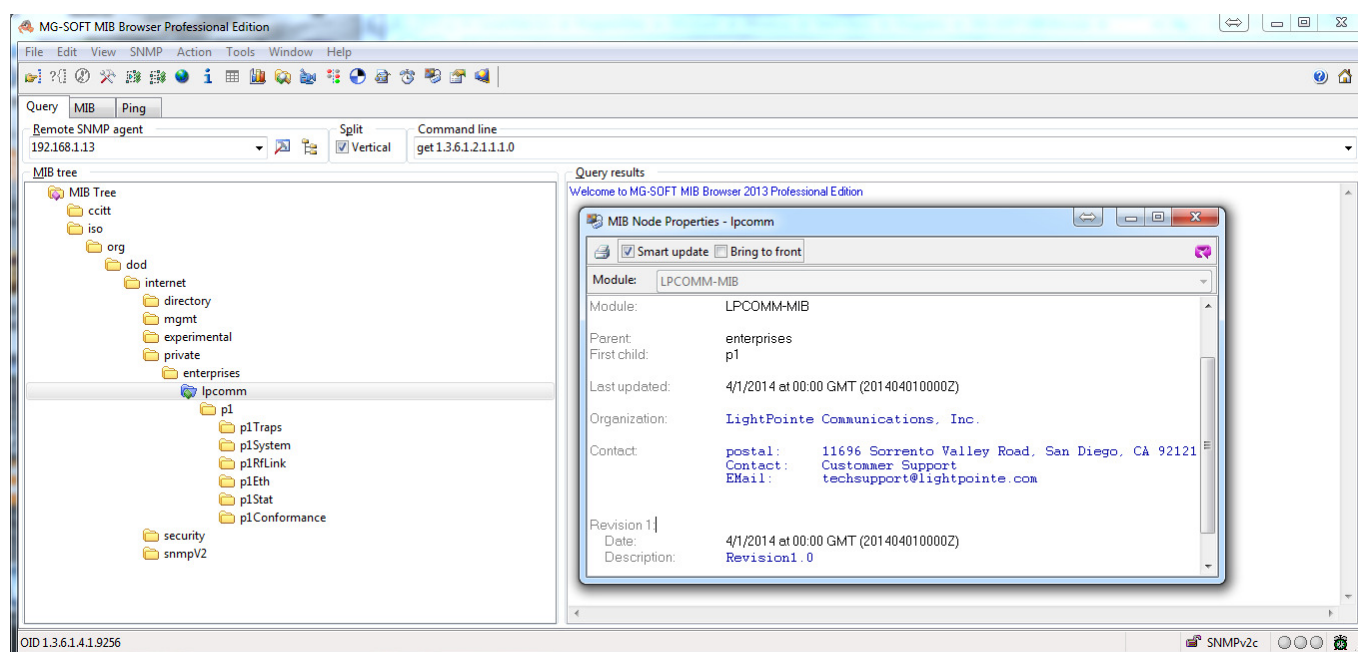 MG-SOFT MIB Browser Professional Edition
File Edit View SNMP Action Tools Window Help
Query MIB Ping
Remote SNMP agent Split Command line
192.168.1.13 Vertical get 1.3.6.1.2.1.1.1.0
MIB tree
MIB Tree
ccitt
iso
org
dod
internet
directory
mgmt
experimental
private
enterprises
lpcomm
p1
p1Traps
p1System
p1RfLink
p1Eth
p1Stat
p1Conformance
security
snmpV2
Query results
Welcome to MG-SOFT MIB Browser 2013 Professional Edition
MIB Node Properties - lpcomm
Smart update Bring to front
Module: LPCOMM-MIB
Module: LPCOMM-MIB
Parent: enterprises
First child: p1
Last updated: 4/1/2014 at 00:00 GMT (201404010000Z)
Organization: LightPointe Communications, Inc.
Contact: postal: 11696 Sorrento Valley Road, San Diego, CA 92121
Contact: Custommer Support
EMail: techsupport@lightpointe.com
Revision 1:
Date: 4/1/2014 at 00:00 GMT (201404010000Z)
Description: Revision1.0
OID 1.3.6.1.4.1.9256 SNMPv2c